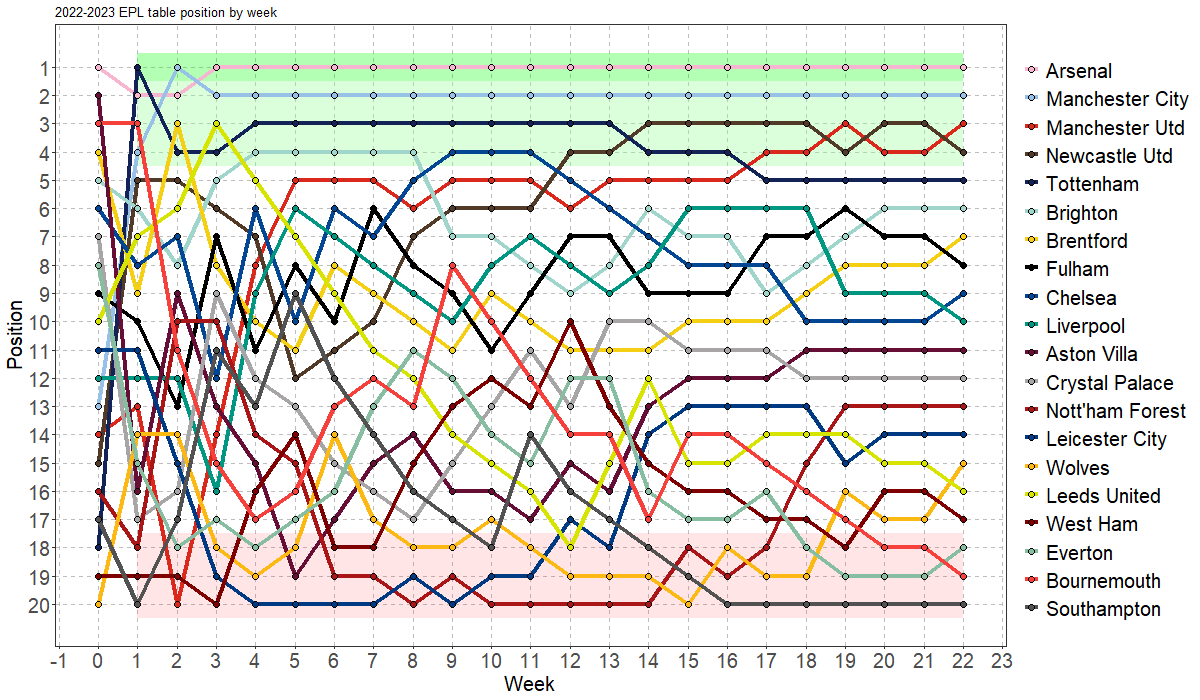 2022-2023 EPL table position by week
Position
1
2
3
4
5
6
7
8
9
10
11
12
13
14
15
16
17
18
19
20
-1 0 1 2 3 4 5 6 7 8 9 10 11 12 13 14 15 16 17 18 19 20 21 22 23
Week
Arsenal
Manchester City
Manchester Utd
Newcastle Utd
Tottenham
Brighton
Brentford
Fulham
Chelsea
Liverpool
Aston Villa
Crystal Palace
Nott'ham Forest
Leicester City
Wolves
Leeds United
West Ham
Everton
Bournemouth
Southampton